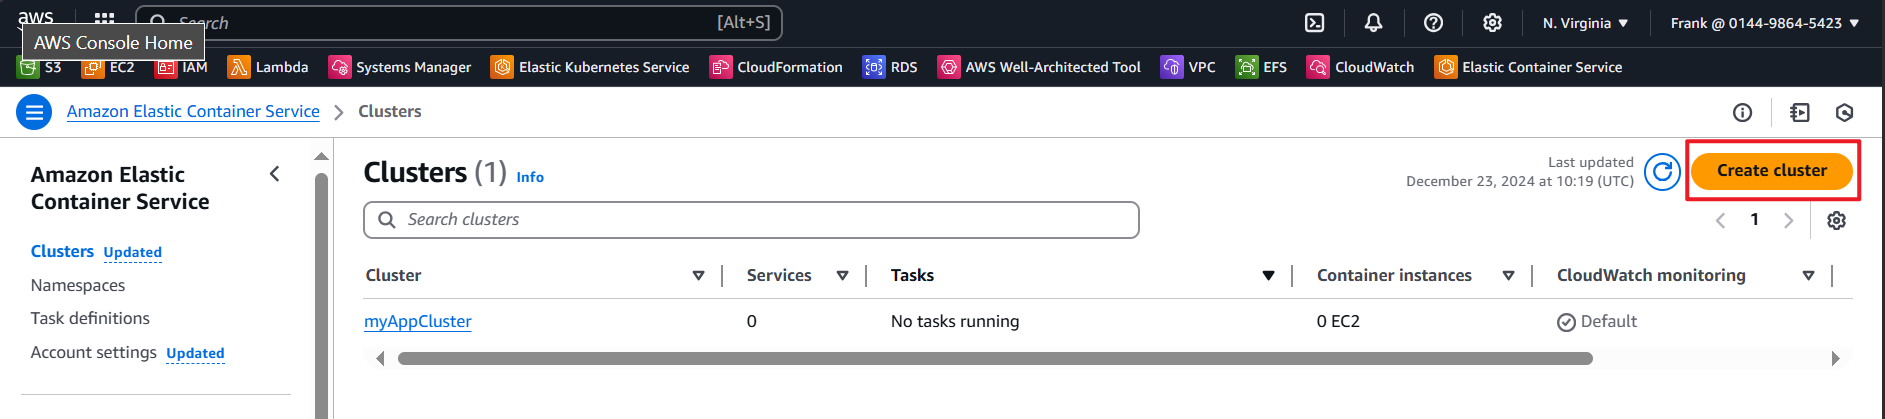 aws
Search [Alt+S] N. Virginia Frank @ 0144-9864-5423
AWS Console Home
S3 EC2 IAM Lambda Systems Manager Elastic Kubernetes Service CloudFormation RDS AWS Well-Architected Tool VPC EFS CloudWatch Elastic Container Service
Amazon Elastic Container Service > Clusters
Amazon Elastic
Container Service
Clusters Updated
Namespaces
Task definitions
Account settings Updated
Clusters (1) Info
Last updated
December 23, 2024 at 10:19 (UTC)
Create cluster
Search clusters
1
Cluster Services Tasks Container instances CloudWatch monitoring
myAppCluster 0 No tasks running 0 EC2 Default